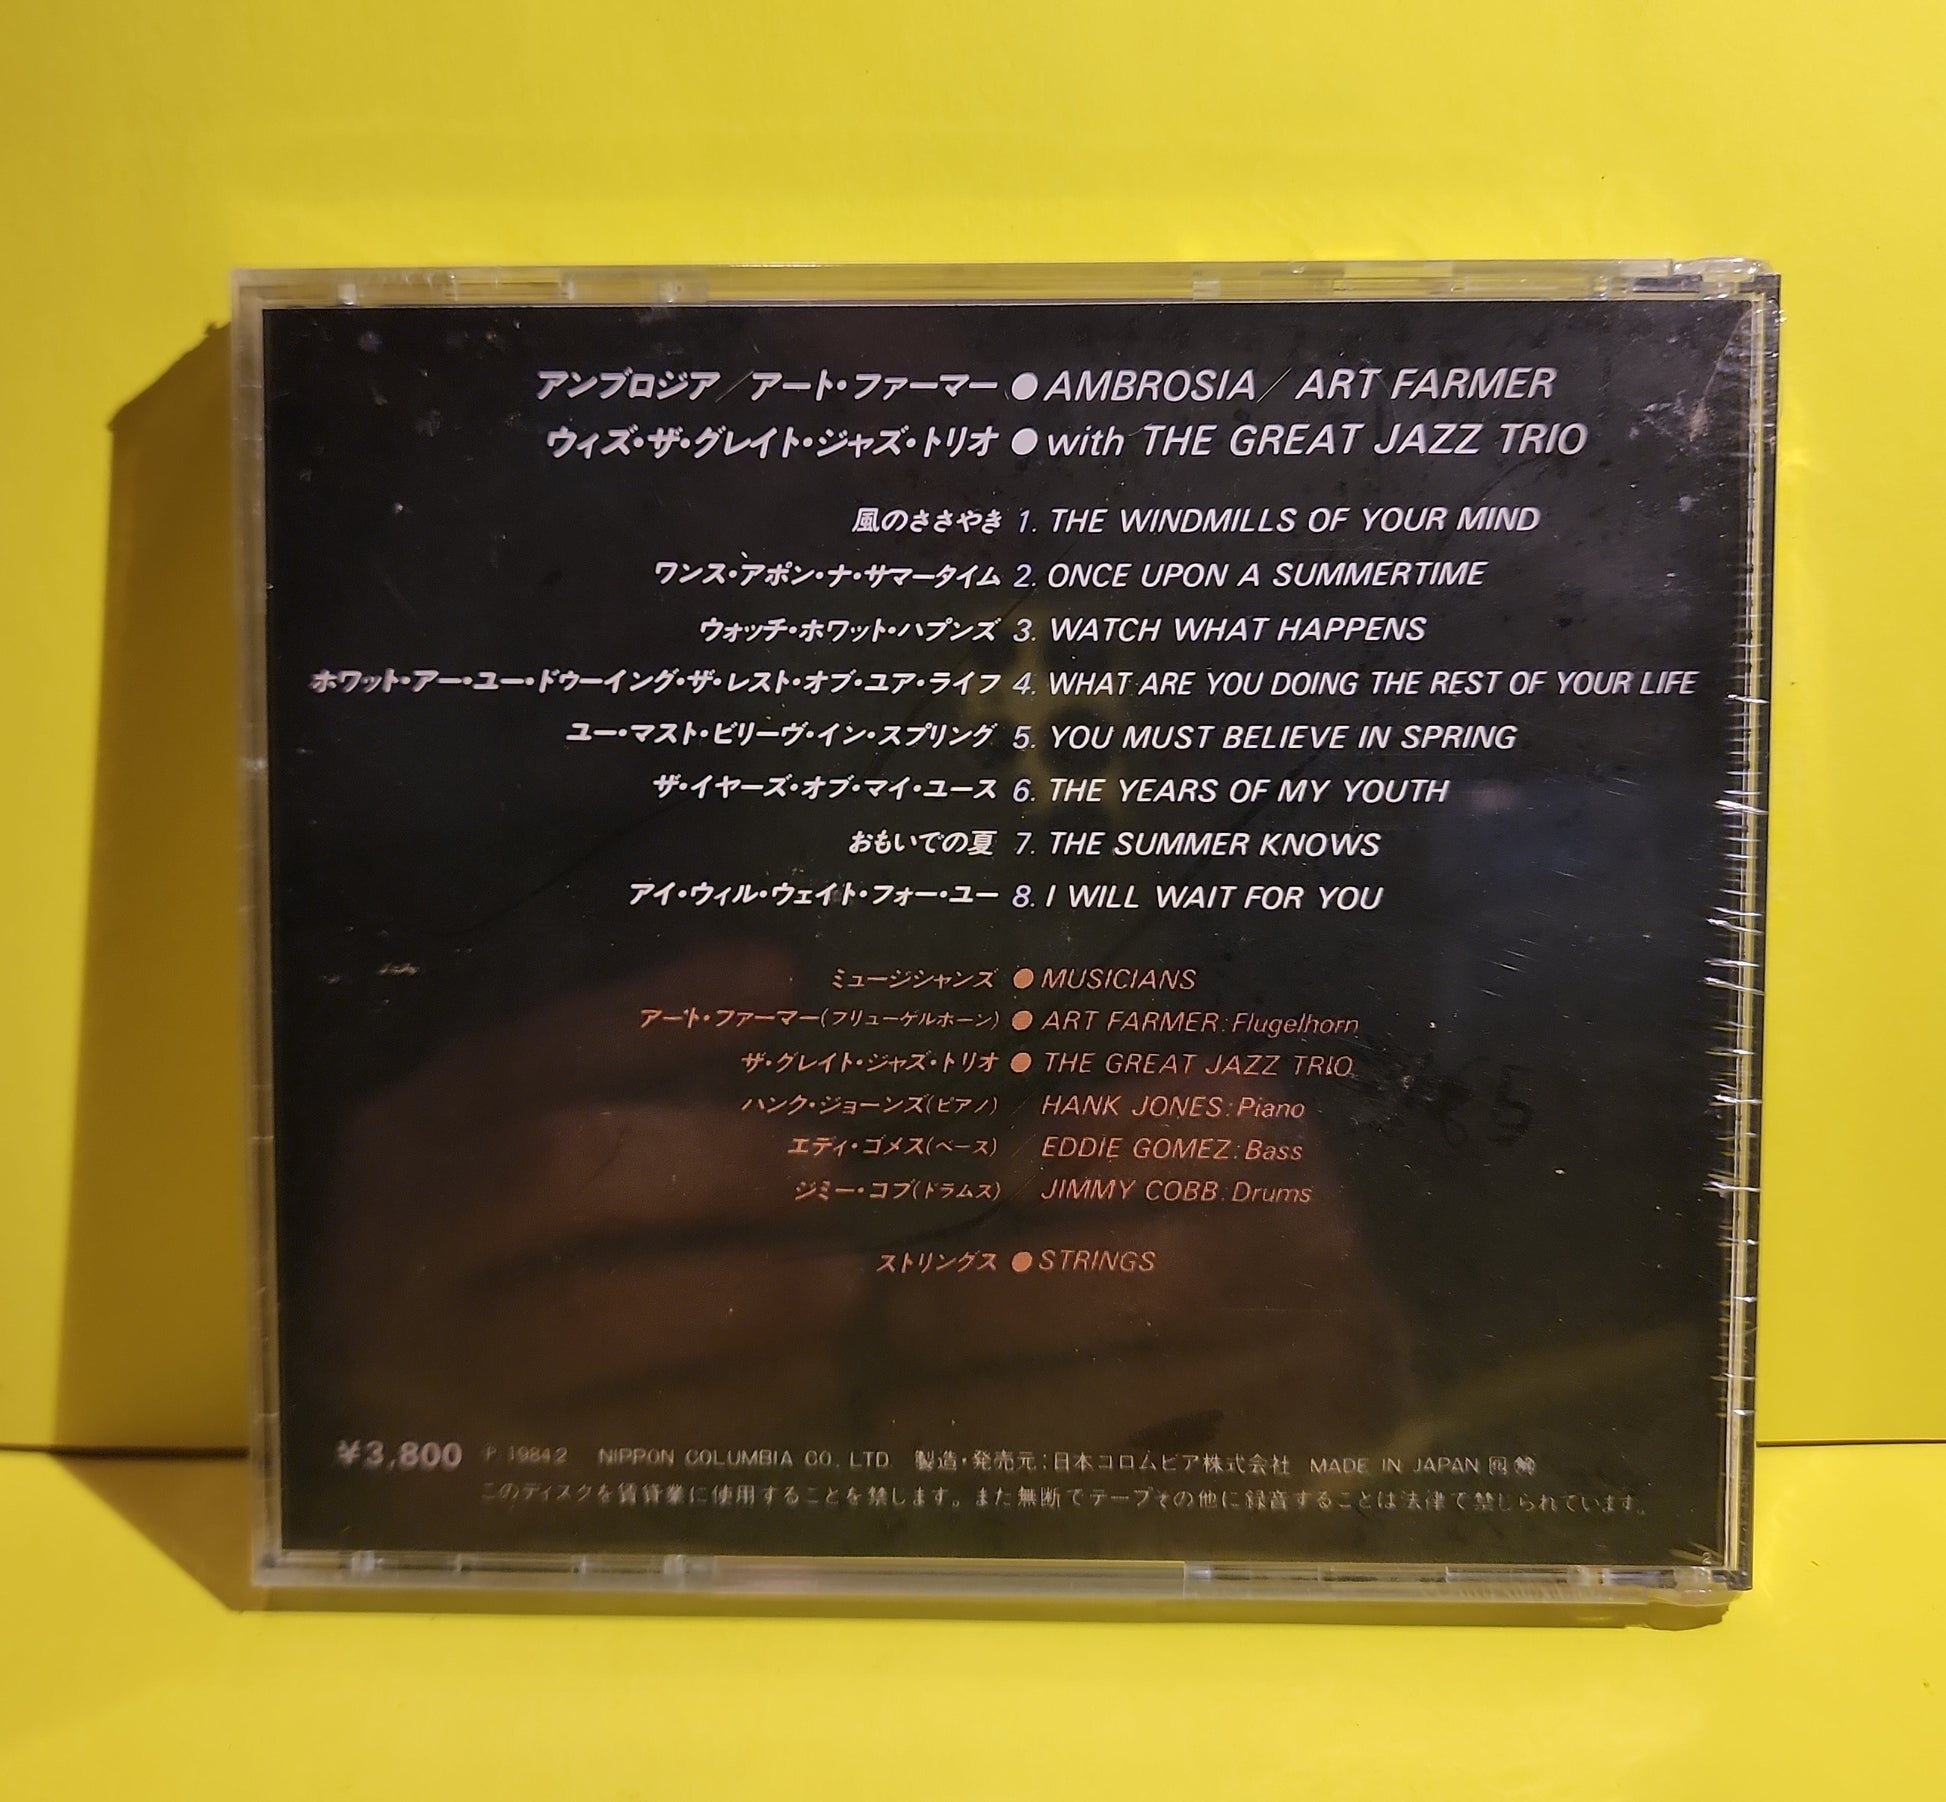 アンブロジア／アート・ファーマー ● AMBROSIA／ART FARMER
ウィズ・ザ・グレイト・ジャズ・トリオ ● with THE GREAT JAZZ TRIO
風のささやき 1. THE WINDMILLS OF YOUR MIND
ワンス・アポン・ナ・サマータイム 2. ONCE UPON A SUMMERTIME
ウォッチ・ホワット・ハプンズ 3. WATCH WHAT HAPPENS
ホワット・アー・ユー・ドゥーイング・ザ・レスト・オブ・ユア・ライフ 4. WHAT ARE YOU DOING THE REST OF YOUR LIFE
ユー・マスト・ビリーヴ・イン・スプリング 5. YOU MUST BELIEVE IN SPRING
ザ・イヤーズ・オブ・マイ・ユース 6. THE YEARS OF MY YOUTH
おもいでの夏 7. THE SUMMER KNOWS
アイ・ウィル・ウェイト・フォー・ユー 8. I WILL WAIT FOR YOU
ミュージシャンズ ● MUSICIANS
アート・ファーマー(フリューゲルホーン) ● ART FARMER: Flugelhorn
ザ・グレイト・ジャズ・トリオ ● THE GREAT JAZZ TRIO
ハンク・ジョーンズ(ピアノ)／HANK JONES: Piano
エディ・ゴメス(ベース)／EDDIE GOMEZ: Bass
ジミー・コブ(ドラムス)／JIMMY COBB: Drums
ストリングス ● STRINGS
¥3,800 ℗ 1984.2 NIPPON COLUMBIA CO., LTD. 製造・発売元:日本コロムビア株式会社 MADE IN JAPAN
このディスクを賃貸業に使用することを禁じます。また無断でテープその他に録音することは法律で禁じられています。
2